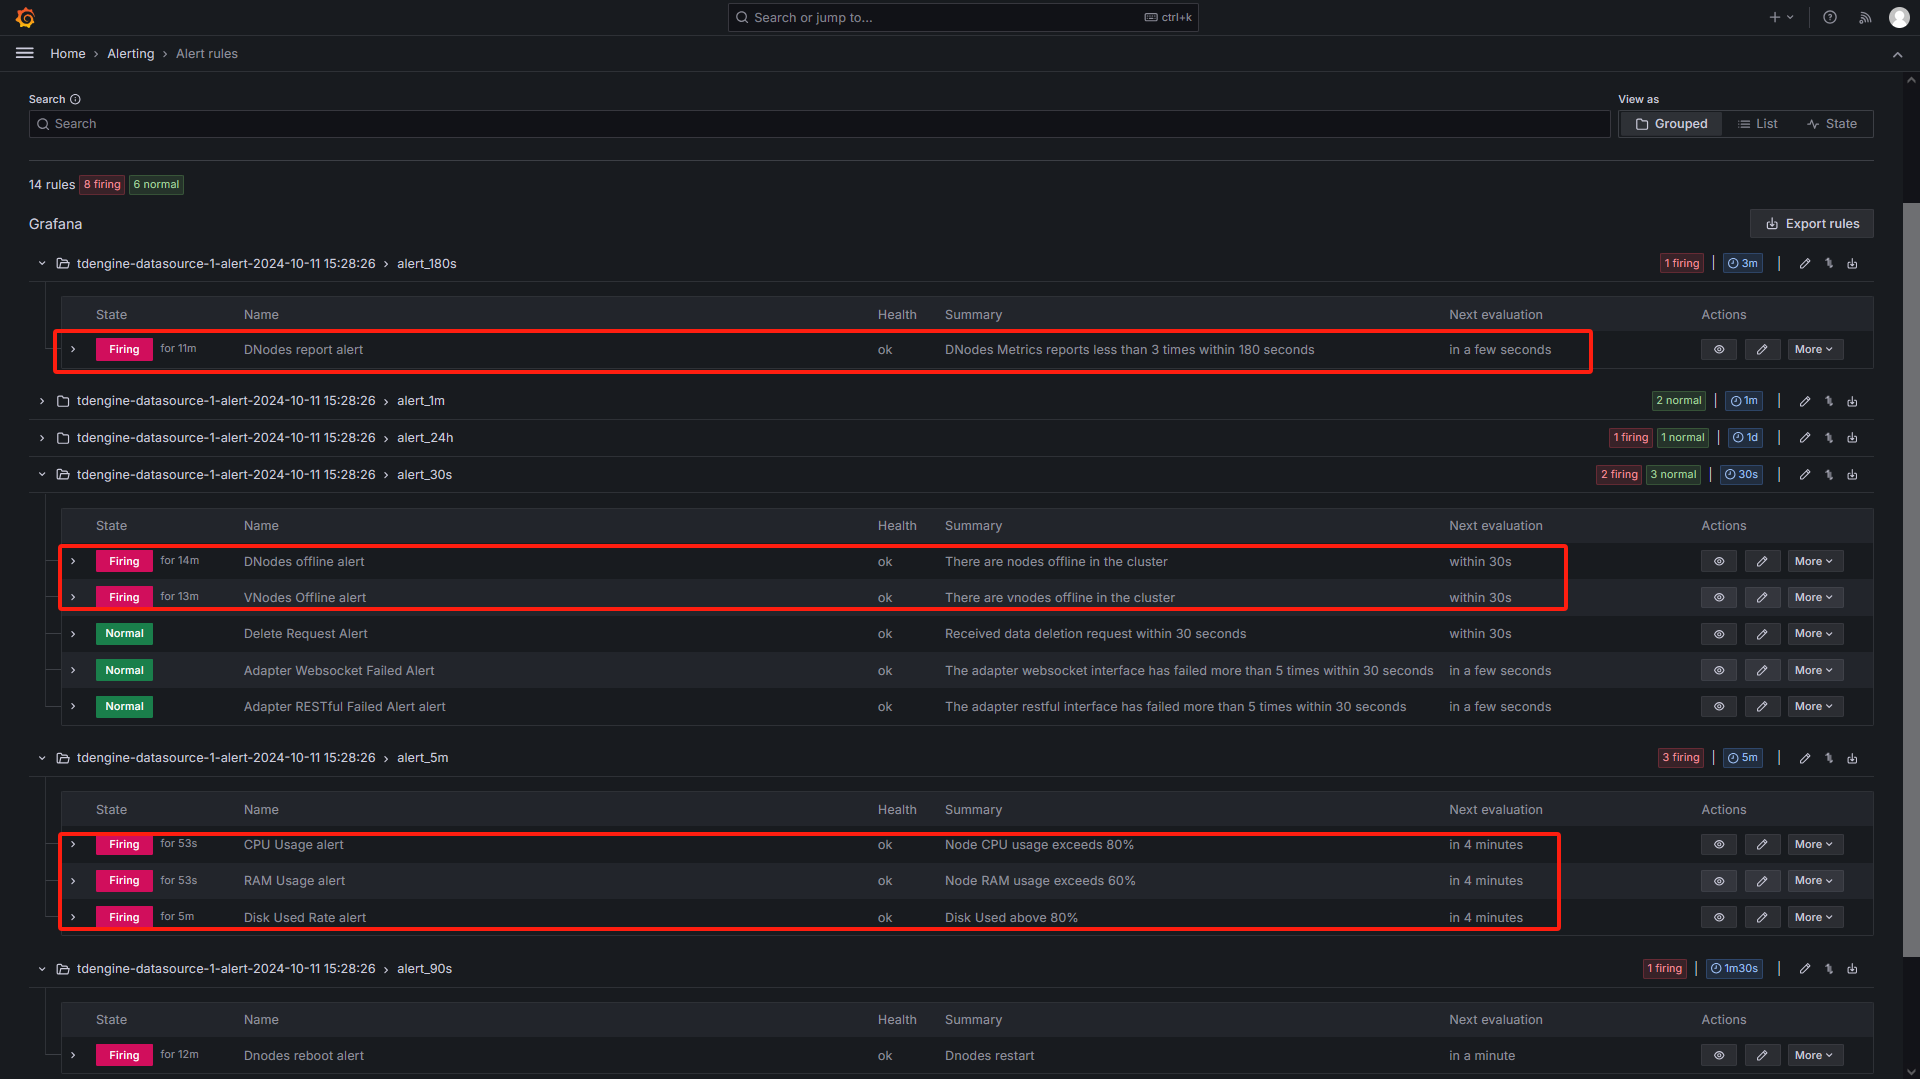 Search or jump to... ctrl+k
Home › Alerting › Alert rules
Search View as
Search Grouped List State
14 rules 8 firing 6 normal
Grafana Export rules
tdengine-datasource-1-alert-2024-10-11 15:28:26 › alert_180s 1 firing 3m
State Name Health Summary Next evaluation Actions
Firing for 11m DNodes report alert ok DNodes Metrics reports less than 3 times within 180 seconds in a few seconds More
tdengine-datasource-1-alert-2024-10-11 15:28:26 › alert_1m 2 normal 1m
tdengine-datasource-1-alert-2024-10-11 15:28:26 › alert_24h 1 firing 1 normal 1d
tdengine-datasource-1-alert-2024-10-11 15:28:26 › alert_30s 2 firing 3 normal 30s
State Name Health Summary Next evaluation Actions
Firing for 14m DNodes offline alert ok There are nodes offline in the cluster within 30s More
Firing for 13m VNodes Offline alert ok There are vnodes offline in the cluster within 30s More
Normal Delete Request Alert ok Received data deletion request within 30 seconds within 30s More
Normal Adapter Websocket Failed Alert ok The adapter websocket interface has failed more than 5 times within 30 seconds in a few seconds More
Normal Adapter RESTful Failed Alert alert ok The adapter restful interface has failed more than 5 times within 30 seconds in a few seconds More
tdengine-datasource-1-alert-2024-10-11 15:28:26 › alert_5m 3 firing 5m
State Name Health Summary Next evaluation Actions
Firing for 53s CPU Usage alert ok Node CPU usage exceeds 80% in 4 minutes More
Firing for 53s RAM Usage alert ok Node RAM usage exceeds 60% in 4 minutes More
Firing for 5m Disk Used Rate alert ok Disk Used above 80% in 4 minutes More
tdengine-datasource-1-alert-2024-10-11 15:28:26 › alert_90s 1 firing 1m30s
State Name Health Summary Next evaluation Actions
Firing for 12m Dnodes reboot alert ok Dnodes restart in a minute More